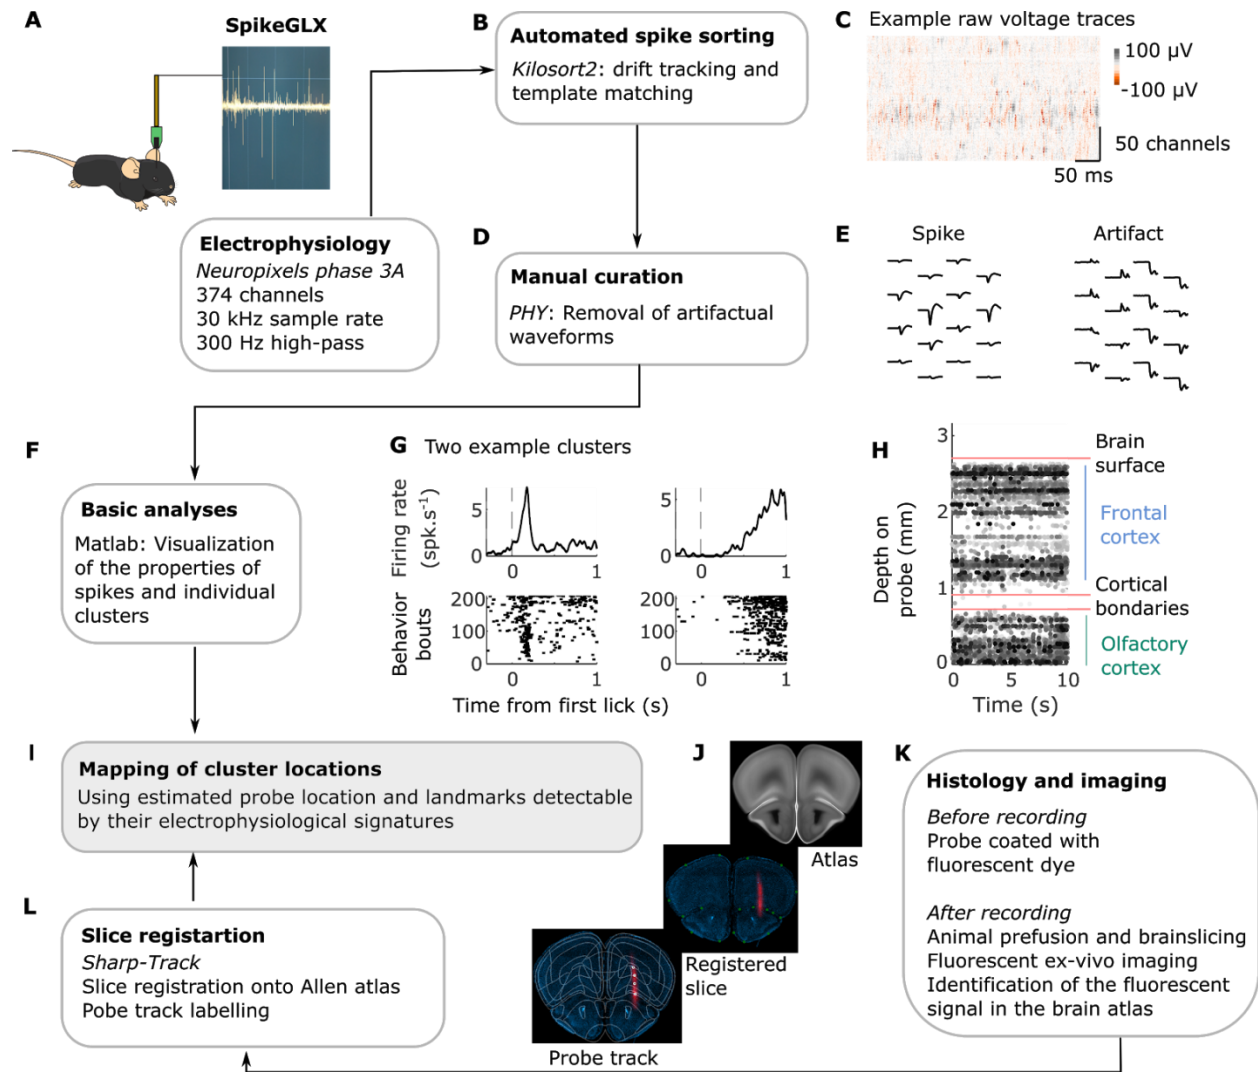 A
SpikeGLX
Electrophysiology
Neuropixels phase 3A
374 channels
30 kHz sample rate
300 Hz high-pass
B
Automated spike sorting
Kilosort2: drift tracking and
template matching
C
Example raw voltage traces
100 µV
-100 µV
50 channels
50 ms
D
Manual curation
PHY: Removal of artifactual
waveforms
E
Spike
Artifact
F
Basic analyses
Matlab: Visualization
of the properties of
spikes and individual
clusters
G
Two example clusters
Firing rate
(spk.s⁻¹)
5
0
0
1
5
0
0
1
Behavior
bouts
200
100
0
0
1
0
1
Time from first lick (s)
H
Depth on
probe (mm)
3
2
1
0
0
5
10
Time (s)
Brain
surface
Frontal
cortex
Cortical
bondaries
Olfactory
cortex
I
Mapping of cluster locations
Using estimated probe location and landmarks detectable
by their electrophysiological signatures
J
Atlas
Registered
slice
Probe track
K
Histology and imaging
Before recording
Probe coated with
fluorescent dye
After recording
Animal prefusion and brainslicing
Fluorescent ex-vivo imaging
Identification of the fluorescent
signal in the brain atlas
L
Slice registartion
Sharp-Track
Slice registration onto Allen atlas
Pobe track labelling